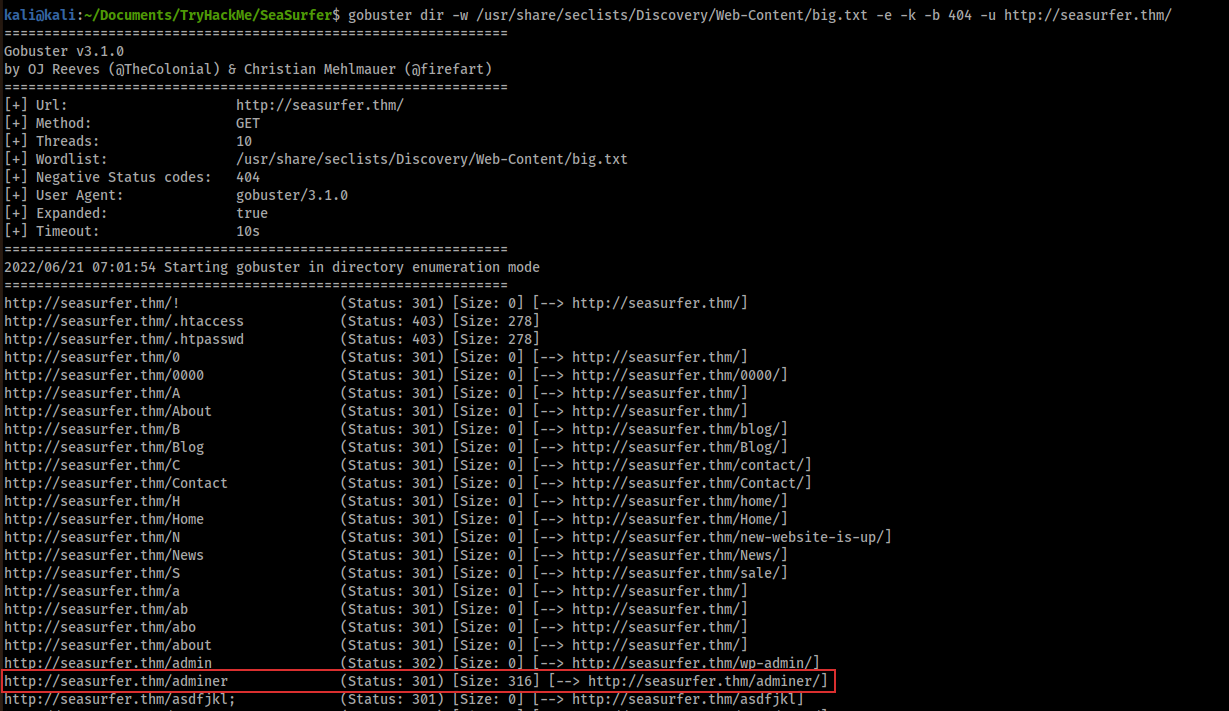 kali@kali:~/Documents/TryHackMe/SeaSurfer$ gobuster dir -w /usr/share/seclists/Discovery/Web-Content/big.txt -e -k -b 404 -u http://seasurfer.thm/
===============================================================
Gobuster v3.1.0
by OJ Reeves (@TheColonial) & Christian Mehlmauer (@firefart)
===============================================================
[+] Url:                     http://seasurfer.thm/
[+] Method:                  GET
[+] Threads:                 10
[+] Wordlist:                /usr/share/seclists/Discovery/Web-Content/big.txt
[+] Negative Status codes:   404
[+] User Agent:              gobuster/3.1.0
[+] Expanded:                true
[+] Timeout:                 10s
===============================================================
2022/06/21 07:01:54 Starting gobuster in directory enumeration mode
===============================================================
http://seasurfer.thm/!                    (Status: 301) [Size: 0] [--> http://seasurfer.thm/]
http://seasurfer.thm/.htaccess            (Status: 403) [Size: 278]
http://seasurfer.thm/.htpasswd            (Status: 403) [Size: 278]
http://seasurfer.thm/0                    (Status: 301) [Size: 0] [--> http://seasurfer.thm/]
http://seasurfer.thm/0000                 (Status: 301) [Size: 0] [--> http://seasurfer.thm/0000/]
http://seasurfer.thm/A                    (Status: 301) [Size: 0] [--> http://seasurfer.thm/]
http://seasurfer.thm/About                (Status: 301) [Size: 0] [--> http://seasurfer.thm/]
http://seasurfer.thm/B                    (Status: 301) [Size: 0] [--> http://seasurfer.thm/blog/]
http://seasurfer.thm/Blog                 (Status: 301) [Size: 0] [--> http://seasurfer.thm/Blog/]
http://seasurfer.thm/C                    (Status: 301) [Size: 0] [--> http://seasurfer.thm/contact/]
http://seasurfer.thm/Contact              (Status: 301) [Size: 0] [--> http://seasurfer.thm/Contact/]
http://seasurfer.thm/H                    (Status: 301) [Size: 0] [--> http://seasurfer.thm/home/]
http://seasurfer.thm/Home                 (Status: 301) [Size: 0] [--> http://seasurfer.thm/Home/]
http://seasurfer.thm/N                    (Status: 301) [Size: 0] [--> http://seasurfer.thm/new-website-is-up/]
http://seasurfer.thm/News                 (Status: 301) [Size: 0] [--> http://seasurfer.thm/News/]
http://seasurfer.thm/S                    (Status: 301) [Size: 0] [--> http://seasurfer.thm/sale/]
http://seasurfer.thm/a                    (Status: 301) [Size: 0] [--> http://seasurfer.thm/]
http://seasurfer.thm/ab                   (Status: 301) [Size: 0] [--> http://seasurfer.thm/]
http://seasurfer.thm/abo                  (Status: 301) [Size: 0] [--> http://seasurfer.thm/]
http://seasurfer.thm/about                (Status: 301) [Size: 0] [--> http://seasurfer.thm/]
http://seasurfer.thm/admin                (Status: 302) [Size: 0] [--> http://seasurfer.thm/wp-admin/]
http://seasurfer.thm/adminer              (Status: 301) [Size: 316] [--> http://seasurfer.thm/adminer/]
http://seasurfer.thm/asdfjkl;             (Status: 301) [Size: 0] [--> http://seasurfer.thm/asdfjkl]